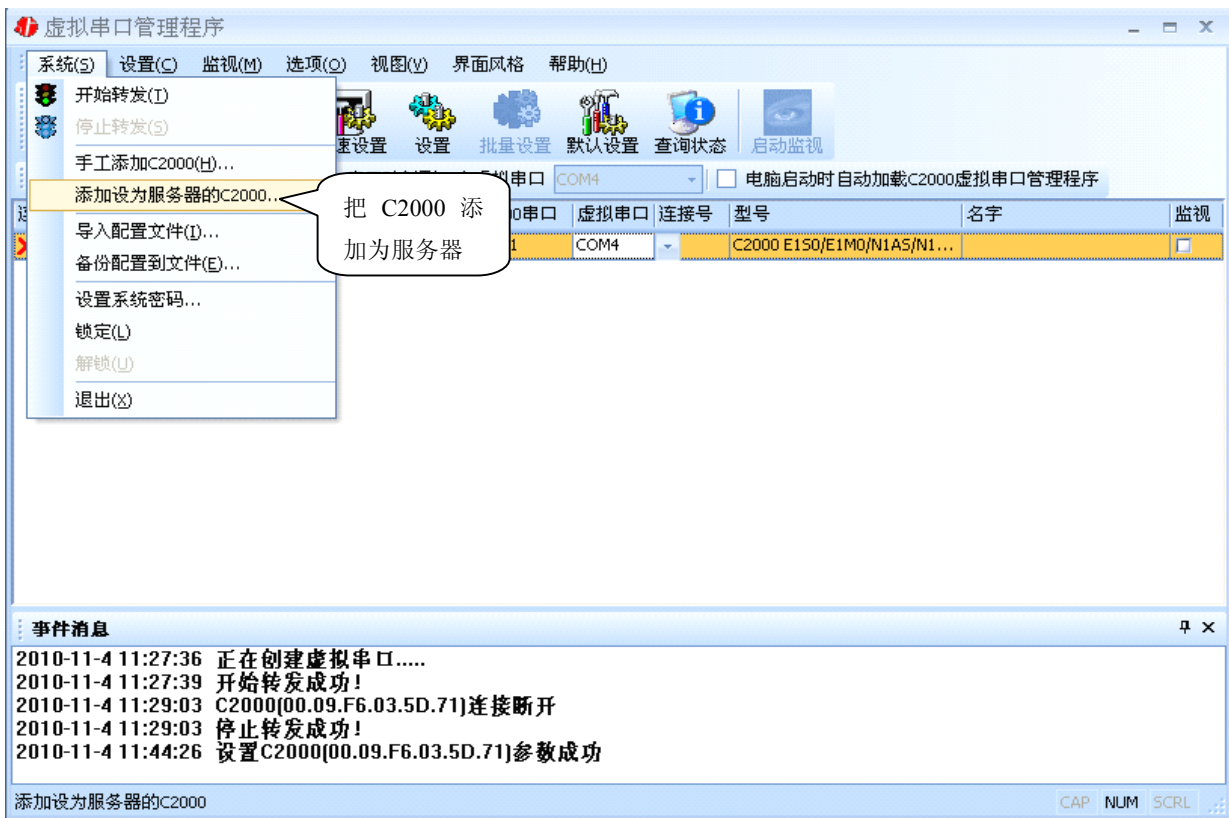 虚拟串口管理程序
系统(S) 设置(C) 监视(M) 选项(O) 视图(V) 界面风格 帮助(H)
开始转发(T)
停止转发(S)
手工添加C2000(H)...
添加设为服务器的C2000...
导入配置文件(I)...
备份配置到文件(E)...
设置系统密码...
锁定(L)
解锁(U)
退出(X)
速设置 设置 批量设置 默认设置 查询状态 启动监视
串口 COM4 电脑启动时自动加载C2000虚拟串口管理程序
把 C2000 添
加为服务器
串口 虚拟串口 连接号 型号 名字 监视
1 COM4 C2000 E1S0/E1M0/N1A5/N1...
事件消息
2010-11-4 11:27:36 正在创建虚拟串口.....
2010-11-4 11:27:39 开始转发成功!
2010-11-4 11:29:03 C2000(00.09.F6.03.5D.71)连接断开
2010-11-4 11:29:03 停止转发成功!
2010-11-4 11:44:26 设置C2000(00.09.F6.03.5D.71)参数成功
添加设为服务器的C2000 CAP NUM SCRL